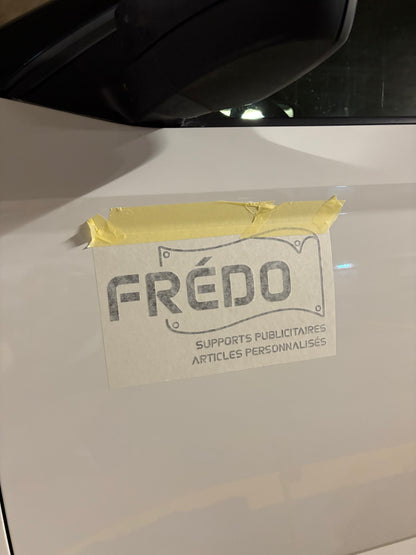 FRÉDO
SUPPORTS PUBLICITAIRES
ARTICLES PERSONNALISÉS